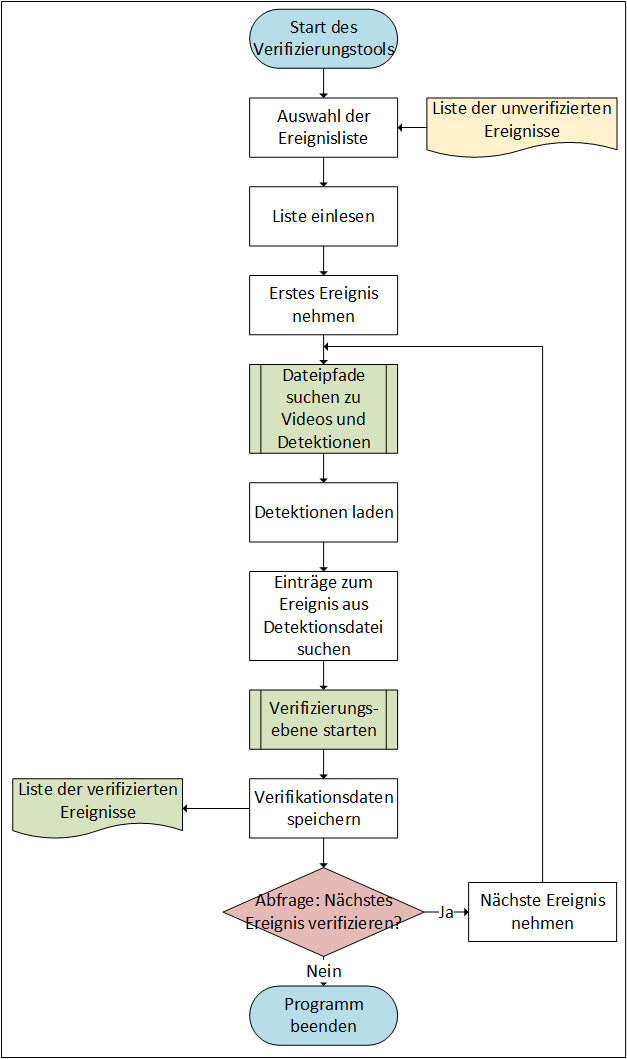 Start des
Verifizierungstools
Auswahl der
Ereignisliste
Liste der unverifizierten
Ereignisse
Liste einlesen
Erstes Ereignis
nehmen
Dateipfade
suchen zu
Videos und
Detektionen
Detektionen laden
Einträge zum
Ereignis aus
Detektionsdatei
suchen
Verifizierungs-
ebene starten
Verifikationsdaten
speichern
Liste der verifizierten
Ereignisse
Abfrage: Nächstes
Ereignis verifizieren?
Ja
Nächste Ereignis
nehmen
Nein
Programm
beenden